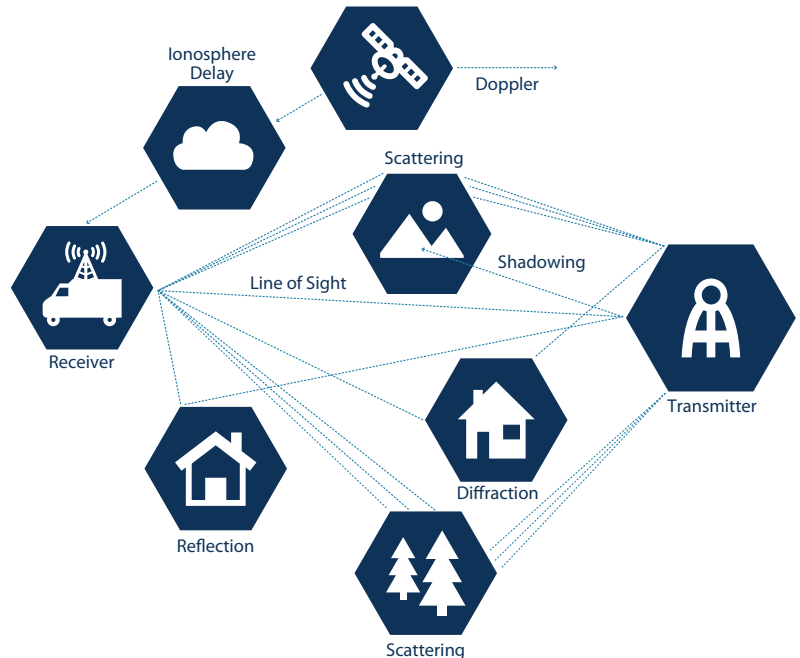 Ionosphere
Delay
Doppler
Scattering
Shadowing
Line of Sight
Receiver
Transmitter
Diffraction
Reflection
Scattering